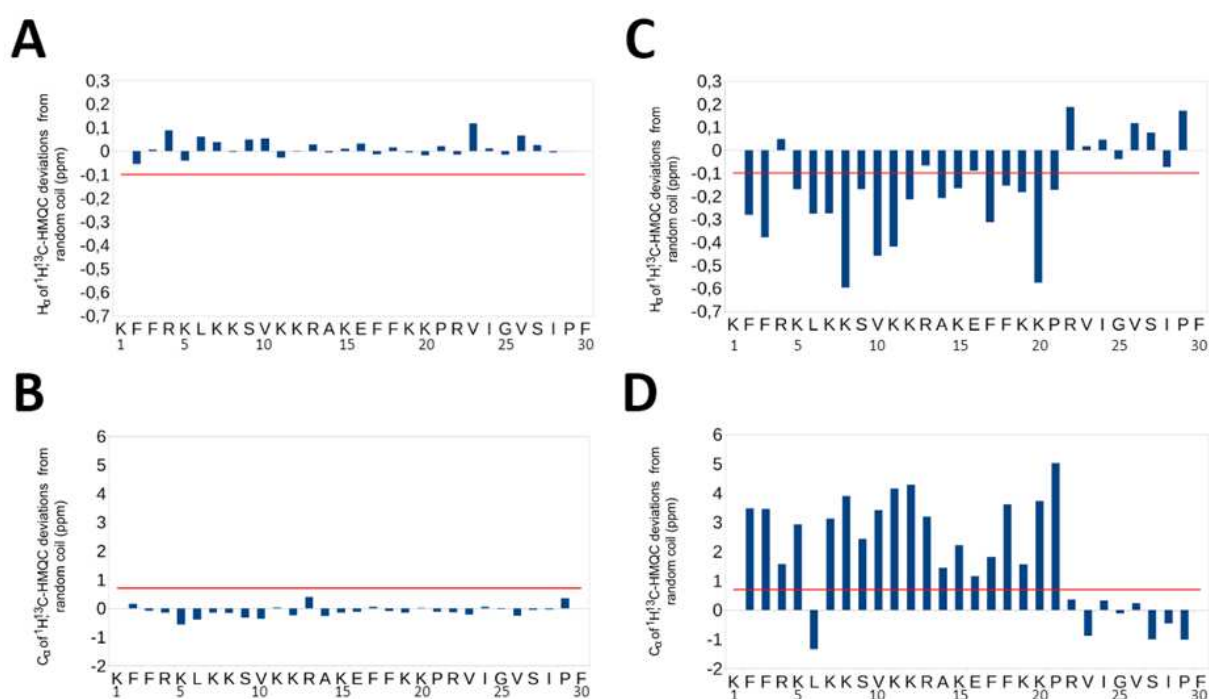 A
Hα of ¹H,¹³C-HMQC deviations from
random coil (ppm)
0,3
0,2
0,1
0
-0,1
-0,2
-0,3
-0,4
-0,5
-0,6
-0,7
K F F R K L K K S V K K R A K E F F K K P R V I G V S I P F
1 5 10 15 20 25 30
B
Cα of ¹H,¹³C-HMQC deviations from
random coil (ppm)
6
5
4
3
2
1
0
-1
-2
K F F R K L K K S V K K R A K E F F K K P R V I G V S I P F
1 5 10 15 20 25 30
C
Hα of ¹H,¹³C-HMQC deviations from
random coil (ppm)
0,3
0,2
0,1
0
-0,1
-0,2
-0,3
-0,4
-0,5
-0,6
-0,7
K F F R K L K K S V K K R A K E F F K K P R V I G V S I P F
1 5 10 15 20 25 30
D
Cα of ¹H,¹³C-HMQC deviations from
random coil (ppm)
6
5
4
3
2
1
0
-1
-2
K F F R K L K K S V K K R A K E F F K K P R V I G V S I P F
1 5 10 15 20 25 30